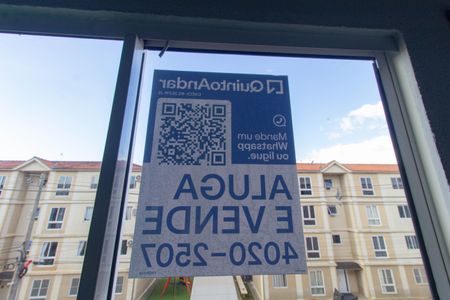 QuintoAndar
Mande um
Whatsapp
ou ligue.
ALUGA
E VENDE
4020-2507